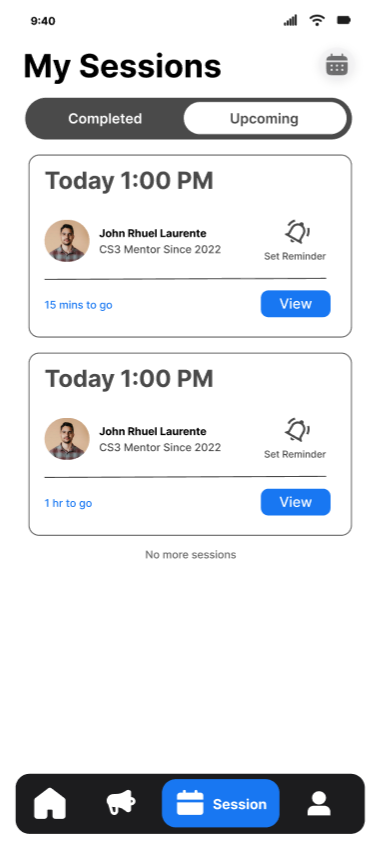 9:40
My Sessions
Completed
Upcoming
Today 1:00 PM
John Rhuel Laurente
CS3 Mentor Since 2022
Set Reminder
15 mins to go
View
Today 1:00 PM
John Rhuel Laurente
CS3 Mentor Since 2022
Set Reminder
1 hr to go
View
No more sessions
Session